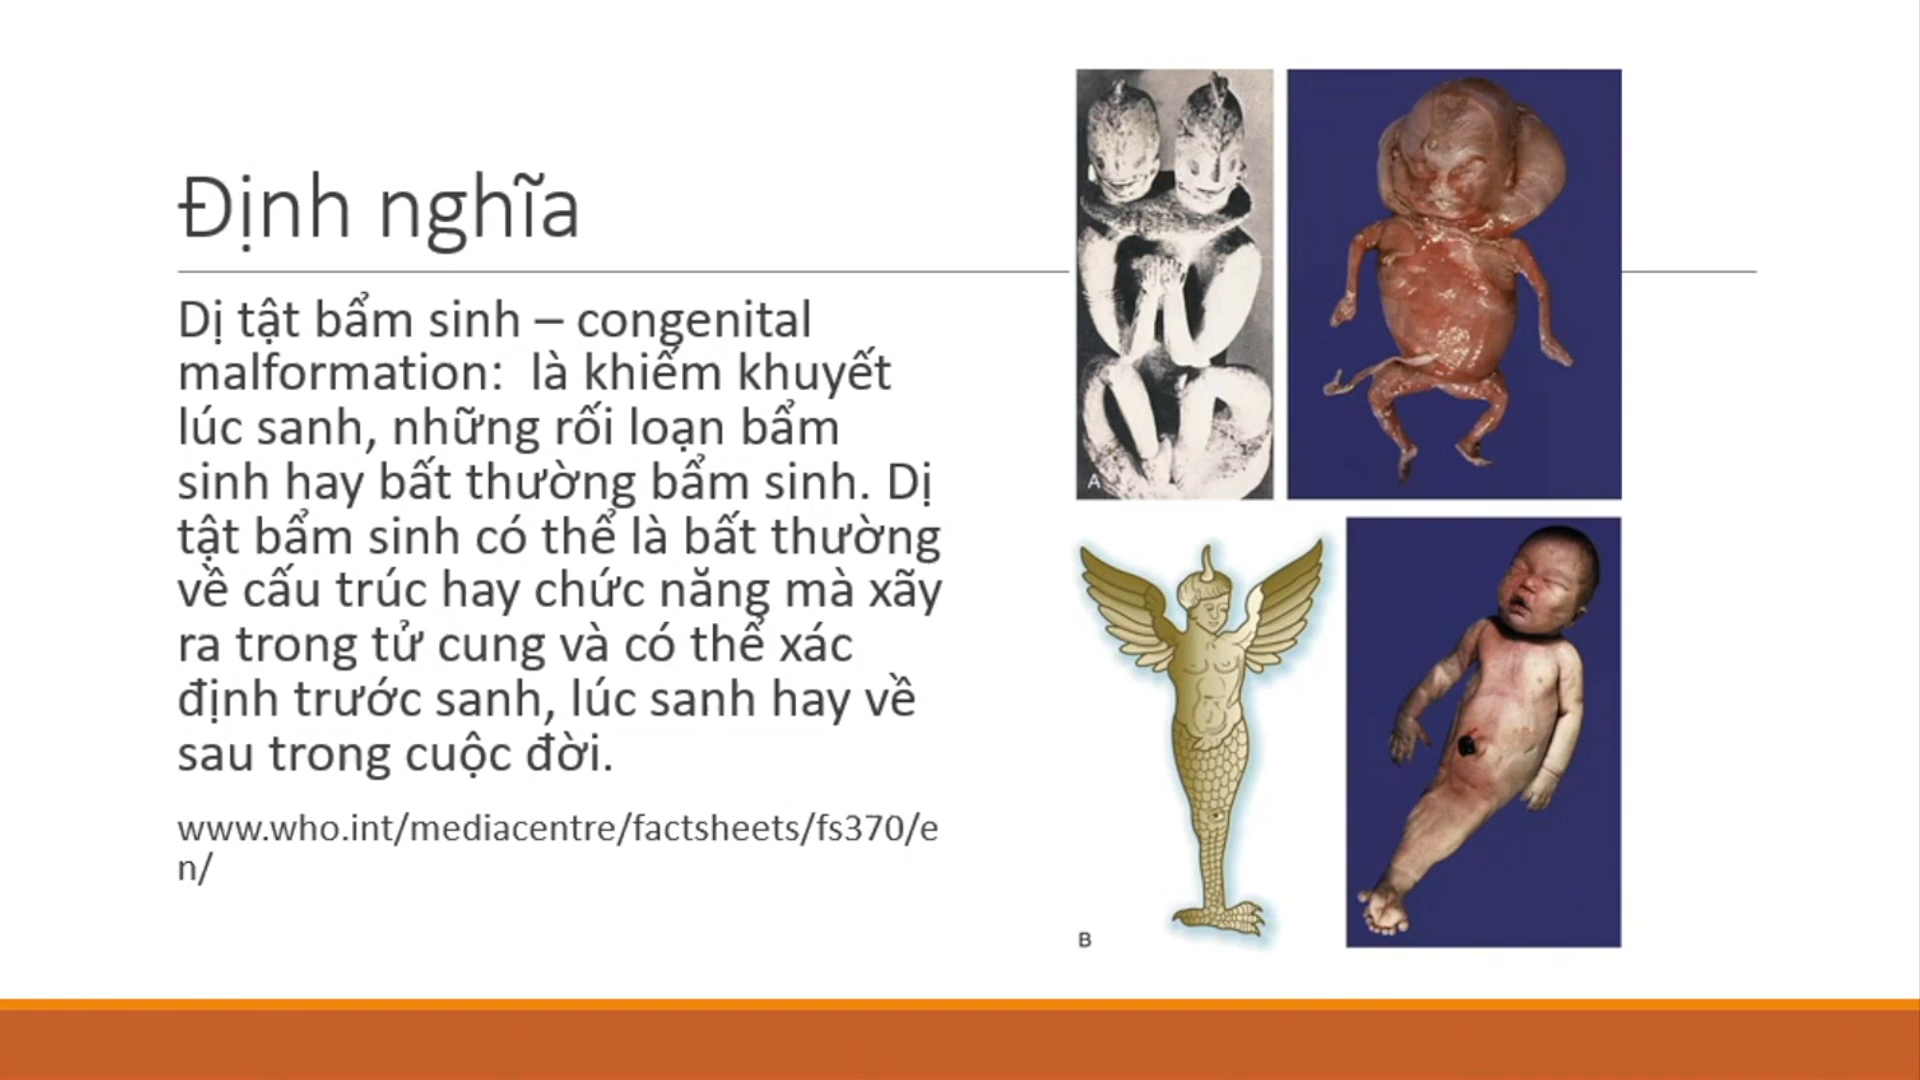 Định nghĩa
Dị tật bẩm sinh – congenital
malformation:  là khiếm khuyết
lúc sanh, những rối loạn bẩm
sinh hay bất thường bẩm sinh. Dị
tật bẩm sinh có thể là bất thường
về cấu trúc hay chức năng mà xãy
ra trong tử cung và có thể xác
định trước sanh, lúc sanh hay về
sau trong cuộc đời.
www.who.int/mediacentre/factsheets/fs370/e
n/
A
B